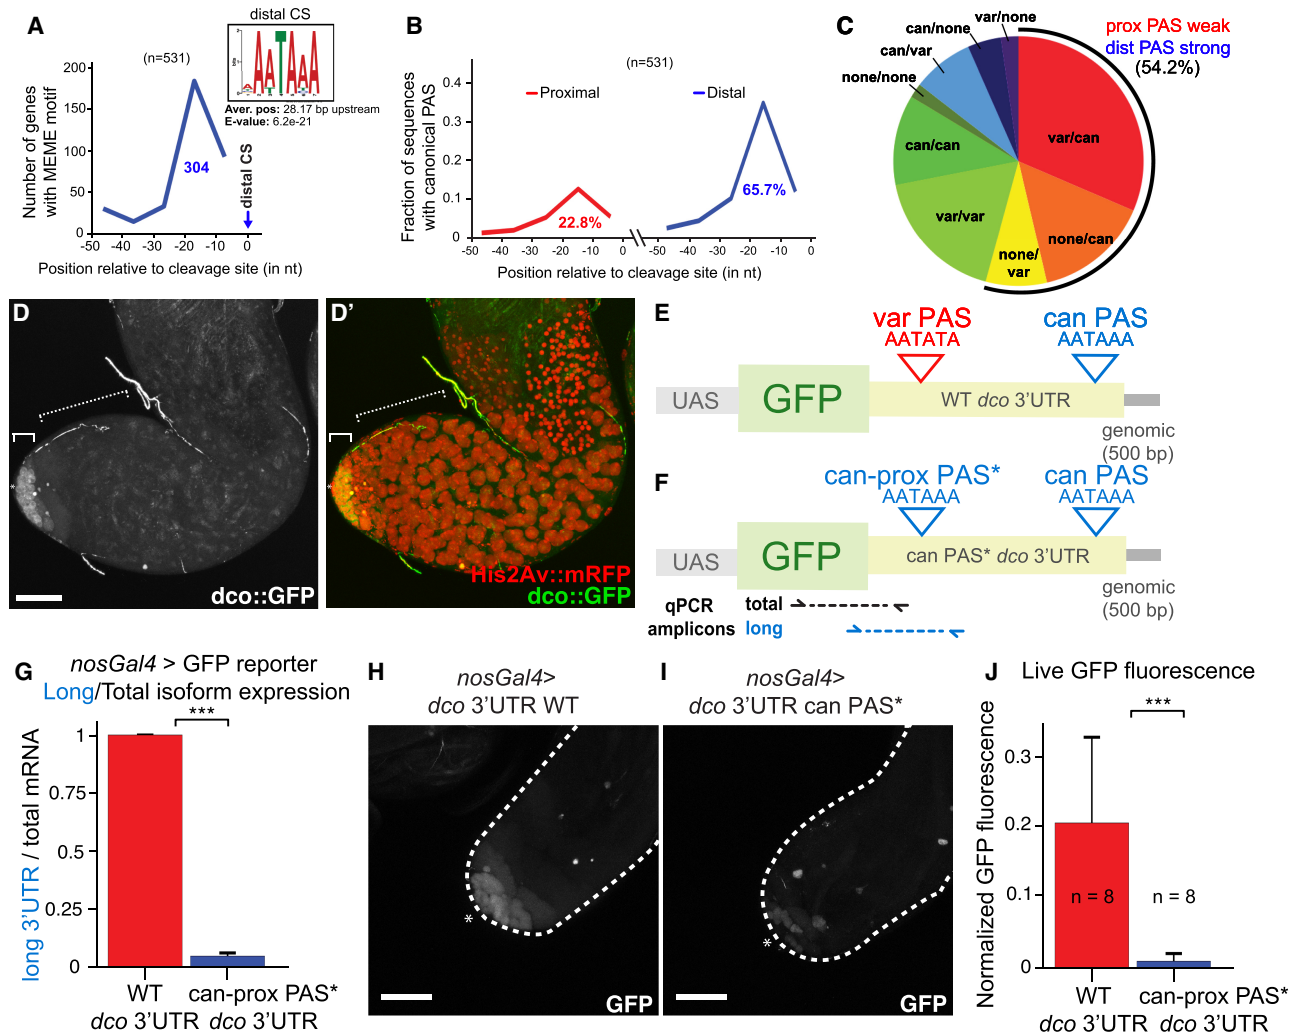 A
distal CS
(n=531)
Aver. pos: 28.17 bp upstream
E-value: 6.2e-21
Number of genes
with MEME motif
200
150
100
50
0
304
distal CS
-50 -40 -30 -20 -10 0
Position relative to cleavage site (in nt)
B
(n=531)
Proximal
Distal
Fraction of sequences
with canonical PAS
0.4
0.3
0.2
0.1
0
22.8%
65.7%
-50 -40 -30 -20 -10 0 -50 -40 -30 -20 -10 0
Position relative to cleavage site (in nt)
C
var/none
can/none
can/var
none/none
can/can
var/var
none/
var
none/can
var/can
prox PAS weak
dist PAS strong
(54.2%)
D
*
dco::GFP
D'
*
His2Av::mRFP
dco::GFP
E
var PAS
AATATA
can PAS
AATAAA
UAS
GFP
WT dco 3'UTR
genomic
(500 bp)
F
can-prox PAS*
AATAAA
can PAS
AATAAA
UAS
GFP
can PAS* dco 3'UTR
genomic
(500 bp)
qPCR
amplicons
total
long
G
nosGal4 > GFP reporter
Long/Total isoform expression
***
long 3'UTR / total mRNA
1
0.75
0.5
0.25
0
WT
dco 3'UTR
can-prox PAS*
dco 3'UTR
H
nosGal4>
dco 3'UTR WT
*
GFP
I
nosGal4>
dco 3'UTR can PAS*
*
GFP
J
Live GFP fluorescence
***
Normalized GFP fluorescence
0.3
0.2
0.1
0
n = 8
n = 8
WT
dco 3'UTR
can-prox PAS*
dco 3'UTR